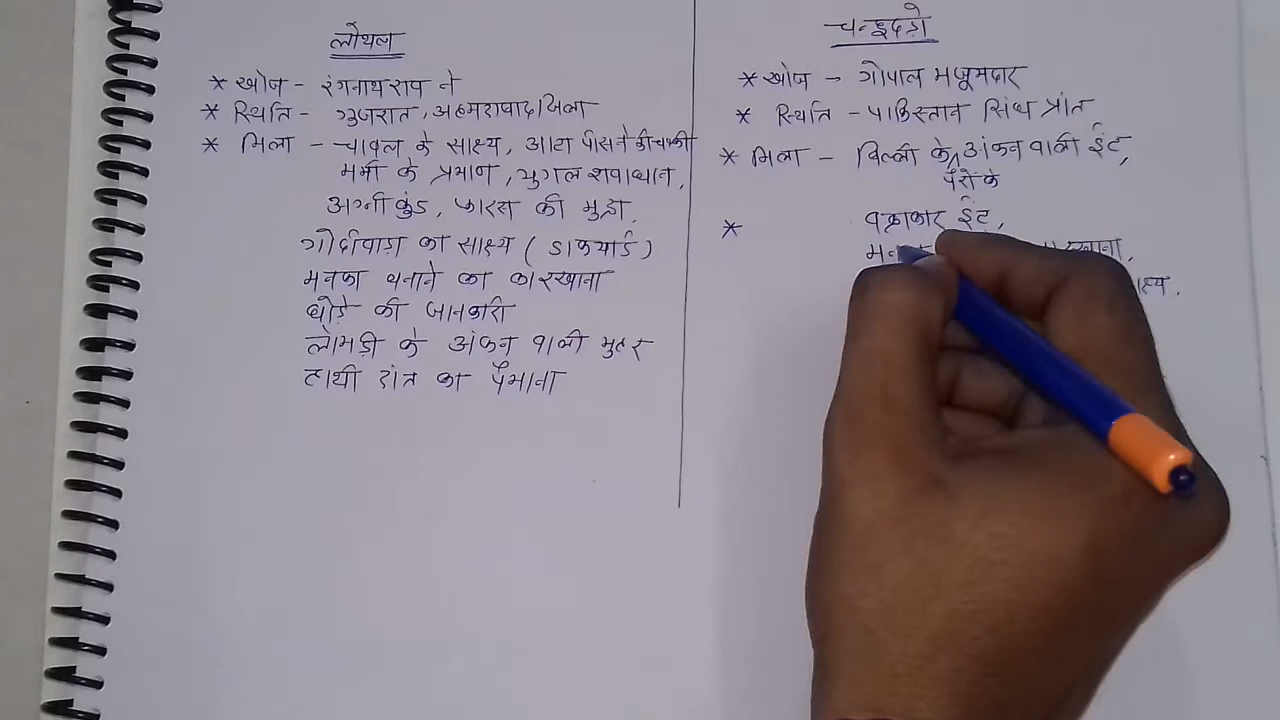 लोथल
* खोज - रंगनाथ राव ने
* स्थिति - गुजरात, अहमदाबाद जिला
* मिला - चावल के साक्ष्य, आटा पीसने की चक्की
ममी के प्रमाण, युगल शवाधान,
अग्नी कुंड, फारस की मुद्रा,
गोदीवाड़ा का साक्ष्य (डाकयार्ड)
मनका बनाने का कारखाना
घोड़े की जानकारी
लोमड़ी के अंकन वाली मुहर
हाथी दांत का पैमाना
चन्हूदड़ो
* खोज - गोपाल मजूमदार
* स्थिति - पाकिस्तान सिंध प्रांत
* मिला - बिल्ली के पैरों के अंकन वाली ईंट,
* वक्राकार ईंट,